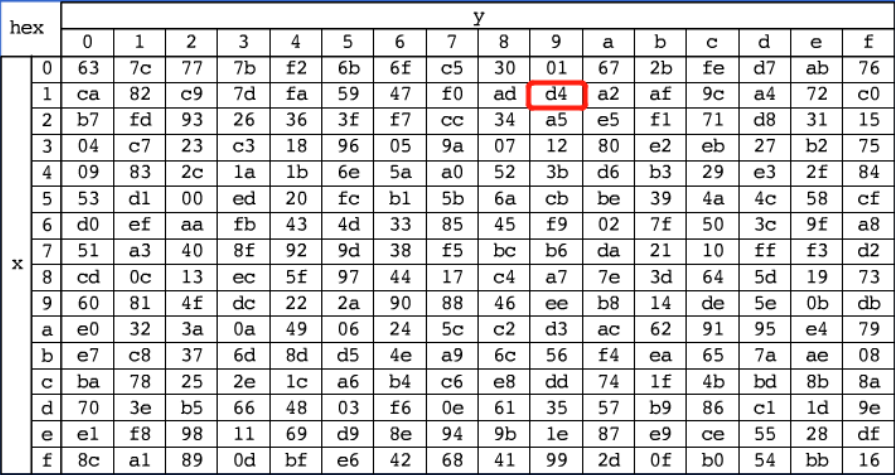 hex y
0 1 2 3 4 5 6 7 8 9 a b c d e f
0 63 7c 77 7b f2 6b 6f c5 30 01 67 2b fe d7 ab 76
1 ca 82 c9 7d fa 59 47 f0 ad d4 a2 af 9c a4 72 c0
2 b7 fd 93 26 36 3f f7 cc 34 a5 e5 f1 71 d8 31 15
3 04 c7 23 c3 18 96 05 9a 07 12 80 e2 eb 27 b2 75
4 09 83 2c 1a 1b 6e 5a a0 52 3b d6 b3 29 e3 2f 84
5 53 d1 00 ed 20 fc b1 5b 6a cb be 39 4a 4c 58 cf
6 d0 ef aa fb 43 4d 33 85 45 f9 02 7f 50 3c 9f a8
x 7 51 a3 40 8f 92 9d 38 f5 bc b6 da 21 10 ff f3 d2
8 cd 0c 13 ec 5f 97 44 17 c4 a7 7e 3d 64 5d 19 73
9 60 81 4f dc 22 2a 90 88 46 ee b8 14 de 5e 0b db
a e0 32 3a 0a 49 06 24 5c c2 d3 ac 62 91 95 e4 79
b e7 c8 37 6d 8d d5 4e a9 6c 56 f4 ea 65 7a ae 08
c ba 78 25 2e 1c a6 b4 c6 e8 dd 74 1f 4b bd 8b 8a
d 70 3e b5 66 48 03 f6 0e 61 35 57 b9 86 c1 1d 9e
e e1 f8 98 11 69 d9 8e 94 9b 1e 87 e9 ce 55 28 df
f 8c a1 89 0d bf e6 42 68 41 99 2d 0f b0 54 bb 16